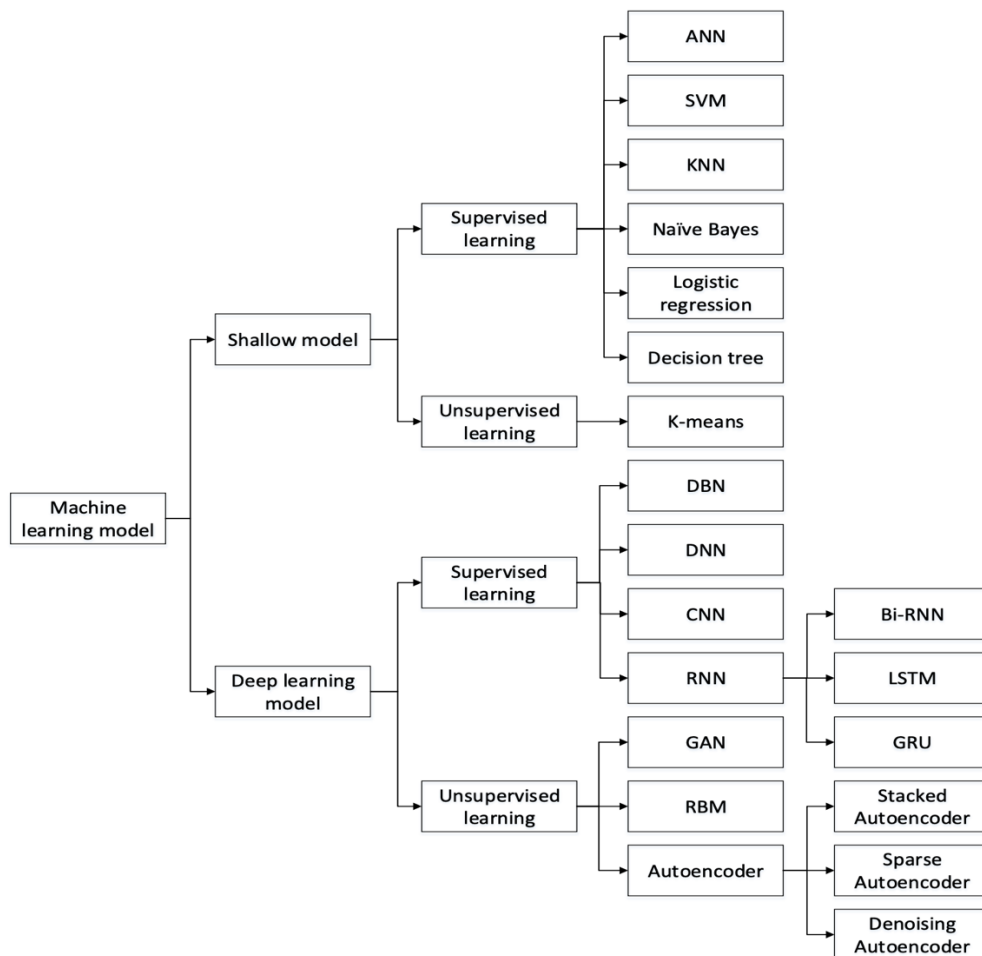 ANN
SVM
KNN
Supervised
learning
Naïve Bayes
Logistic
regression
Shallow model
Decision tree
Unsupervised
learning
K-means
DBN
Machine
learning model
DNN
Supervised
learning
CNN
Bi-RNN
Deep learning
model
RNN
LSTM
GAN
GRU
Unsupervised
learning
RBM
Stacked
Autoencoder
Autoencoder
Sparse
Autoencoder
Denoising
Autoencoder